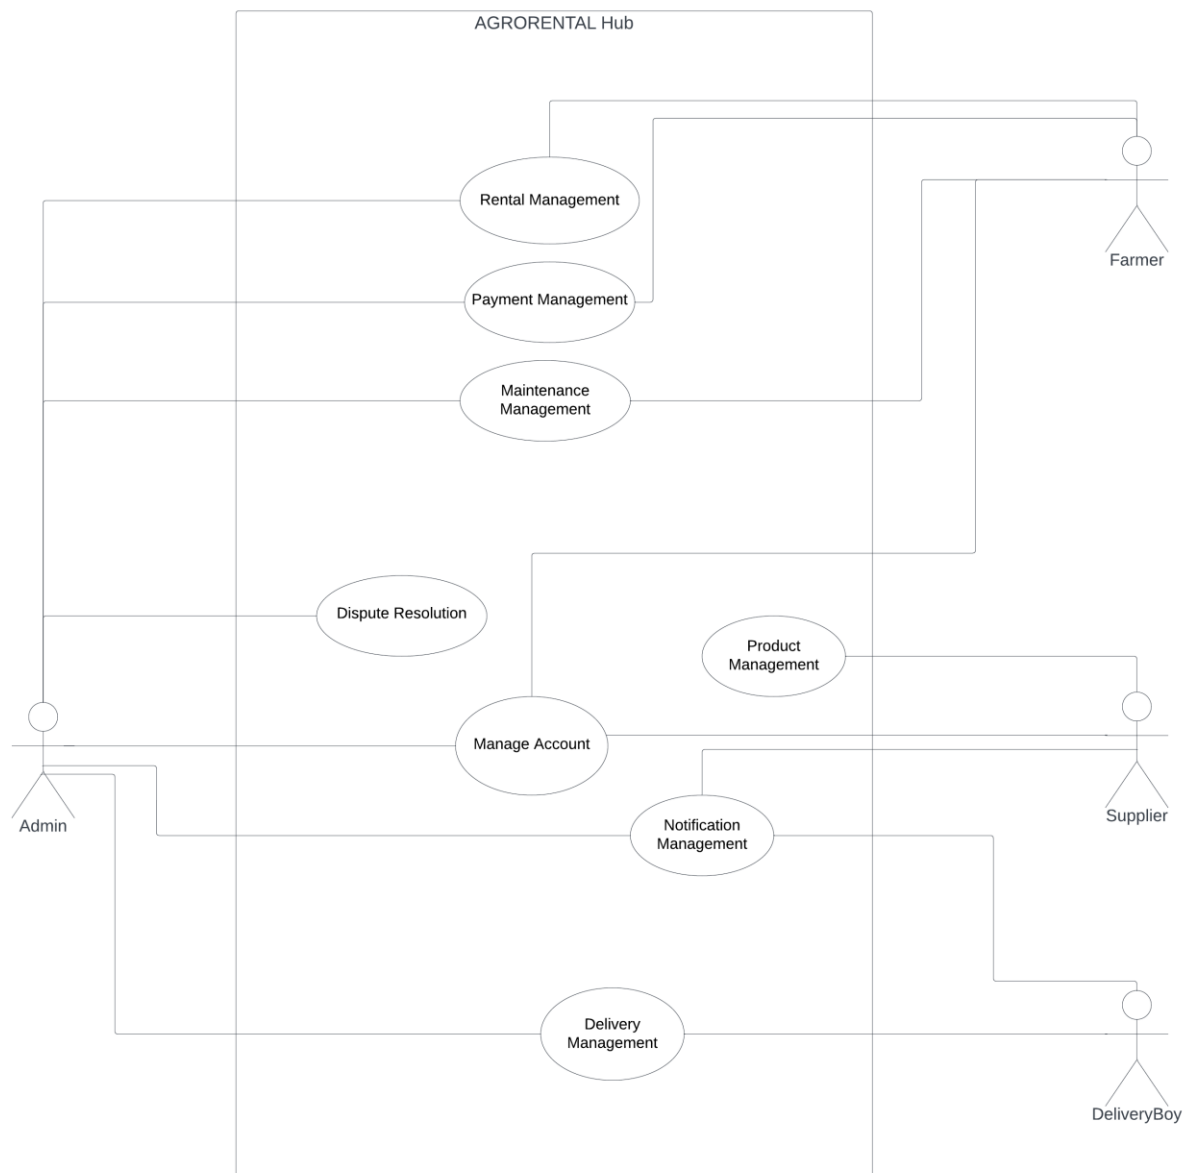 AGRORENTAL Hub
Rental Management
Farmer
Payment Management
Maintenance
Management
Dispute Resolution
Product
Management
Manage Account
Admin
Supplier
Notification
Management
Delivery
Management
DeliveryBoy